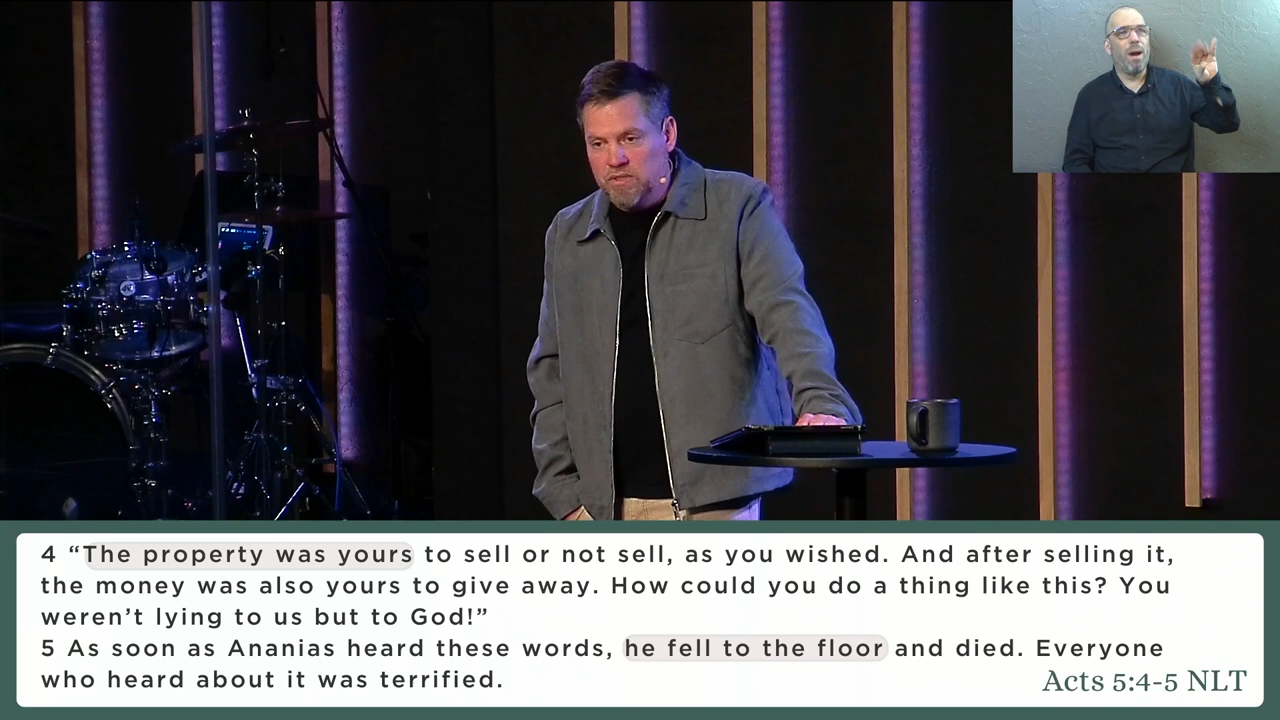 4 “The property was yours to sell or not sell, as you wished. And after selling it,
the money was also yours to give away. How could you do a thing like this? You
weren’t lying to us but to God!”
5 As soon as Ananias heard these words, he fell to the floor and died. Everyone
who heard about it was terrified.
Acts 5:4-5 NLT